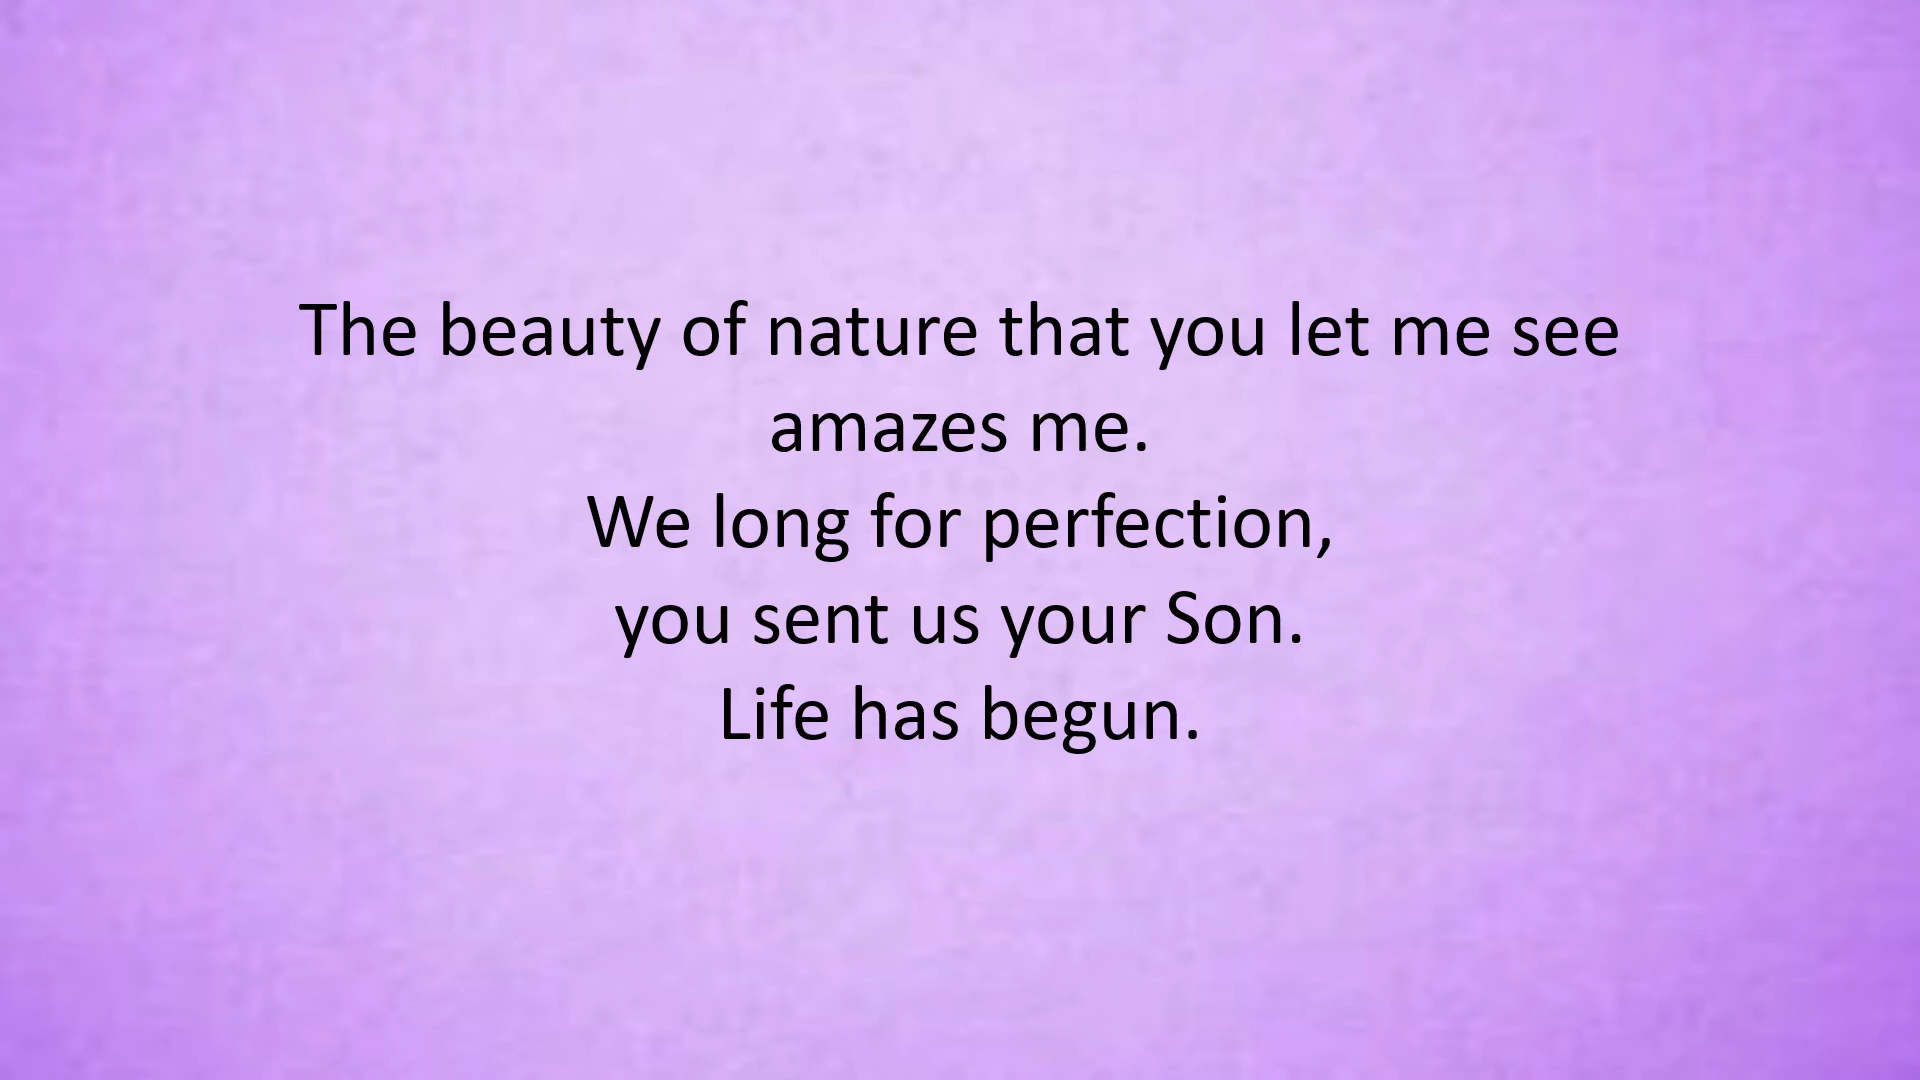 The beauty of nature that you let me see
amazes me.
We long for perfection,
you sent us your Son.
Life has begun.